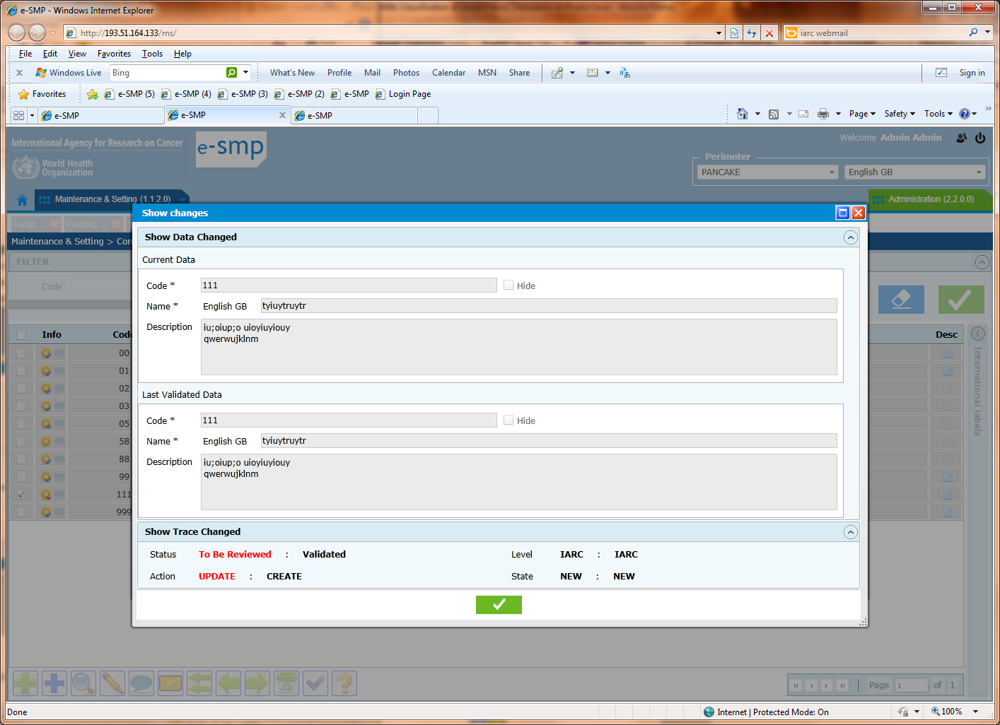 e-SMP - Windows Internet Explorer
http://193.51.164.133/ms/
iarc webmail
File Edit View Favorites Tools Help
Windows Live Bing What's New Profile Mail Photos Calendar MSN Share Sign in
Favorites e-SMP (5) e-SMP (4) e-SMP (3) e-SMP (2) e-SMP Login Page
e-SMP e-SMP e-SMP Page Safety Tools
International Agency for Research on Cancer
World Health
Organization
e-smp
Welcome Admin Admin
Perimeter
PANCAKE English GB
Maintenance & Setting (1.1.2.0) Administration (2.2.0.0)
Facet ... Probing ...
Maintenance & Setting > Con
FILTER
Code
Info Code Desc
00
01
02
03
05
58
88
99
111
999
International labels
Show changes
Show Data Changed
Current Data
Code * 111 Hide
Name * English GB tyiuytruytr
Description iu;oiup;o uioyiuyiouy
qwerwujklnm
Last Validated Data
Code * 111 Hide
Name * English GB tyiuytruytr
Description iu;oiup;o uioyiuyiouy
qwerwujklnm
Show Trace Changed
Status To Be Reviewed : Validated Level IARC : IARC
Action UPDATE : CREATE State NEW : NEW
Page 1 of 1
Done Internet | Protected Mode: On 100%